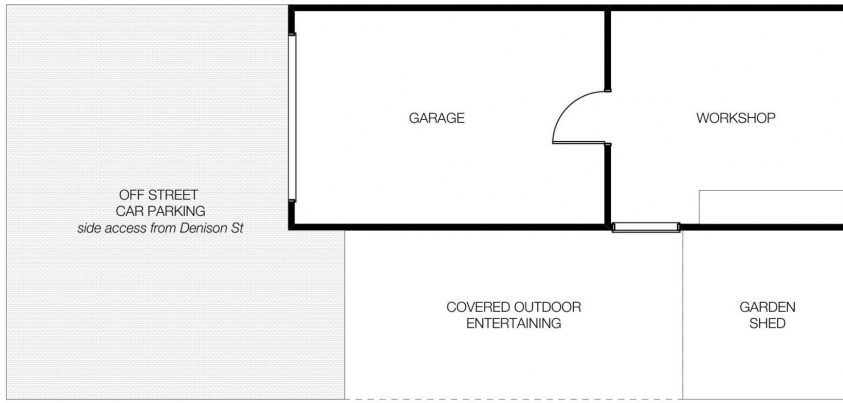 GARAGE
WORKSHOP
OFF STREET
CAR PARKING
side access from Denison St
COVERED OUTDOOR
ENTERTAINING
GARDEN
SHED